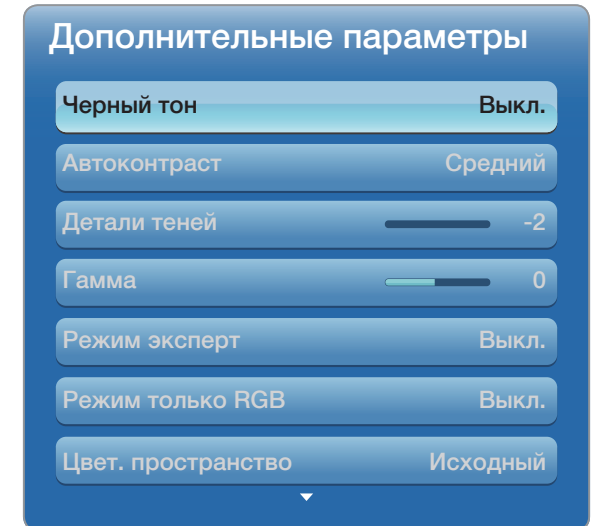 Дополнительные параметры
Черный тон Выкл.
Автоконтраст Средний
Детали теней -2
Гамма 0
Режим эксперт Выкл.
Режим только RGB Выкл.
Цвет. пространство Исходный